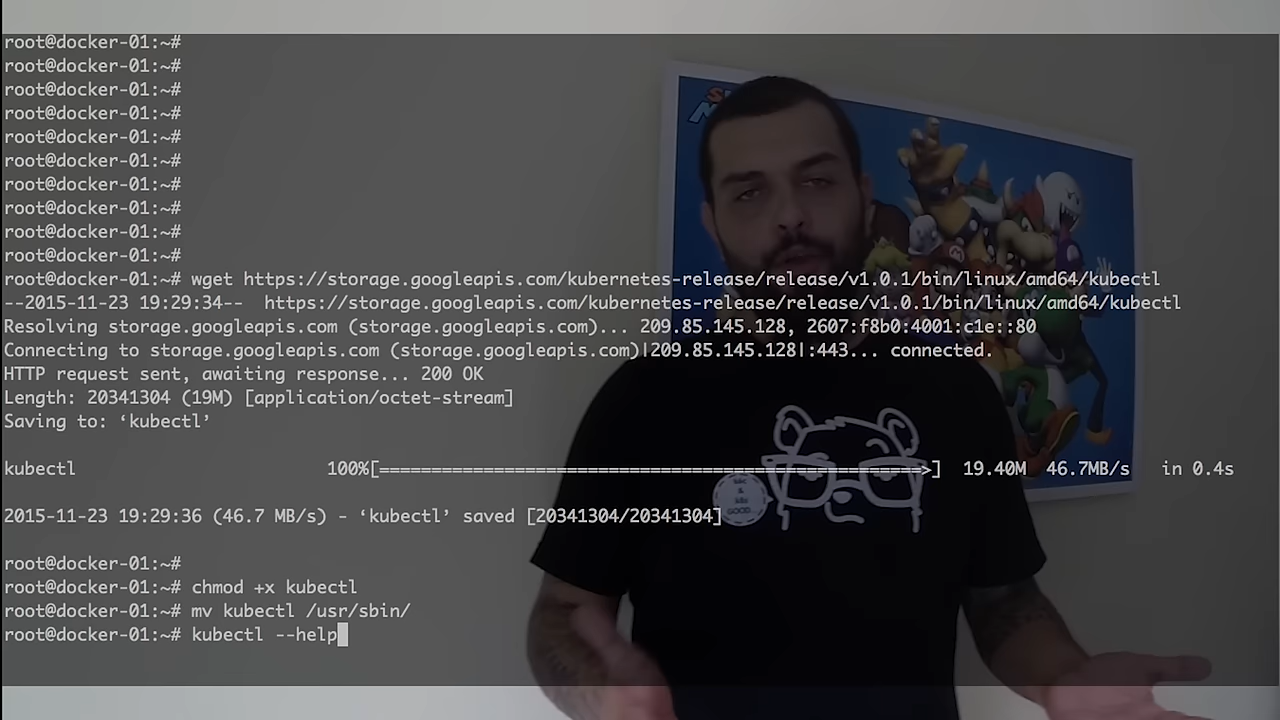 root@docker-01:~#
root@docker-01:~#
root@docker-01:~#
root@docker-01:~#
root@docker-01:~#
root@docker-01:~#
root@docker-01:~#
root@docker-01:~#
root@docker-01:~#
root@docker-01:~#
root@docker-01:~# wget https://storage.googleapis.com/kubernetes-release/release/v1.0.1/bin/linux/amd64/kubectl
--2015-11-23 19:29:34--  https://storage.googleapis.com/kubernetes-release/release/v1.0.1/bin/linux/amd64/kubectl
Resolving storage.googleapis.com (storage.googleapis.com)... 209.85.145.128, 2607:f8b0:4001:c1e::80
Connecting to storage.googleapis.com (storage.googleapis.com)|209.85.145.128|:443... connected.
HTTP request sent, awaiting response... 200 OK
Length: 20341304 (19M) [application/octet-stream]
Saving to: ‘kubectl’
kubectl 100%[====================================================>] 19.40M 46.7MB/s in 0.4s
2015-11-23 19:29:36 (46.7 MB/s) - ‘kubectl’ saved [20341304/20341304]
root@docker-01:~#
root@docker-01:~# chmod +x kubectl
root@docker-01:~# mv kubectl /usr/sbin/
root@docker-01:~# kubectl --help
&
GOOD